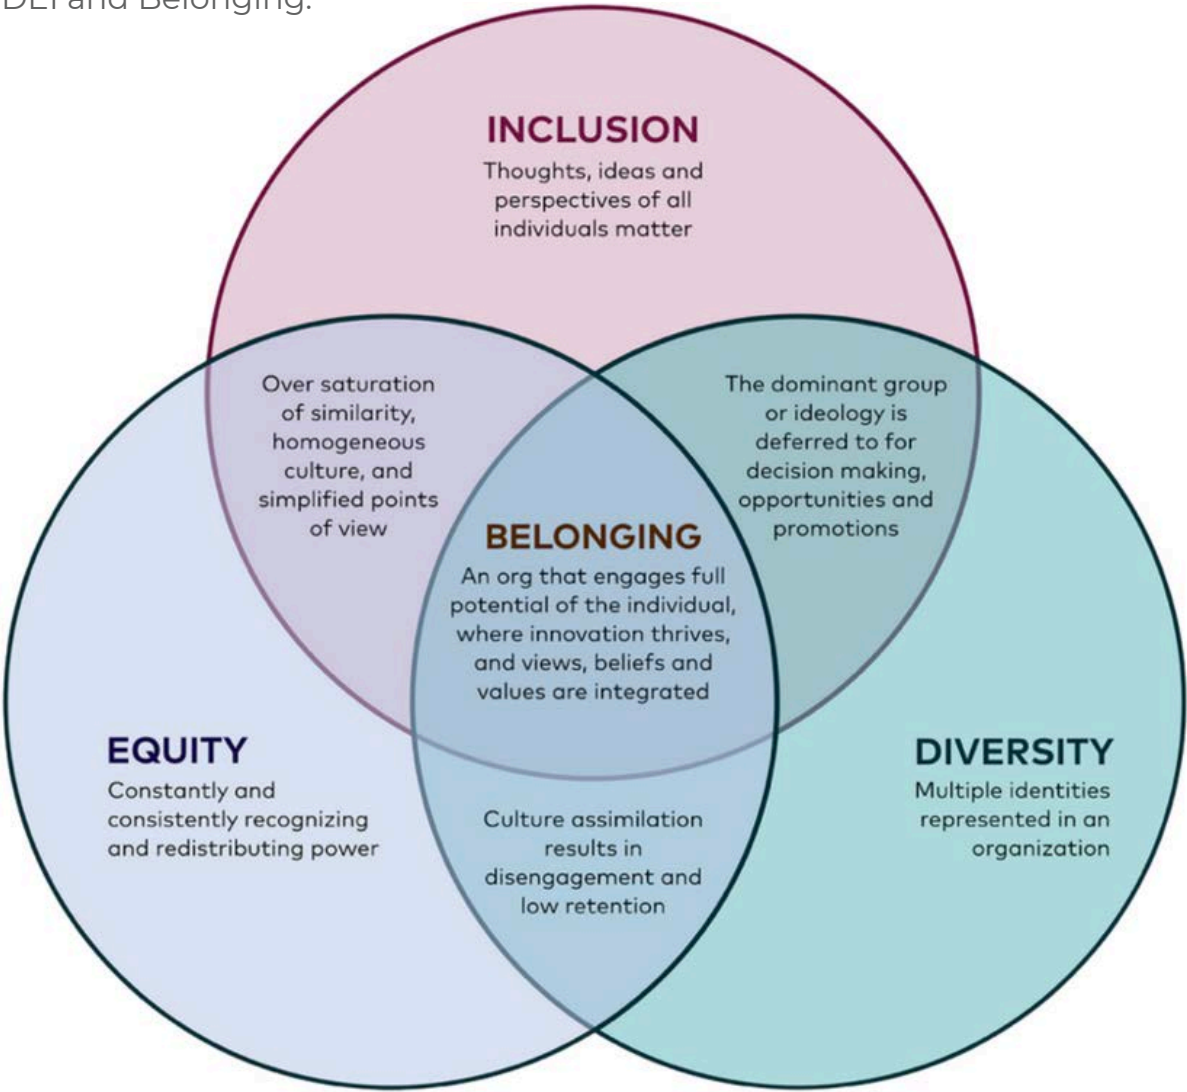 DEI and Belonging.
INCLUSION
Thoughts, ideas and
perspectives of all
individuals matter
Over saturation
of similarity,
homogeneous
culture, and
simplified points
of view
The dominant group
or ideology is
deferred to for
decision making,
opportunities and
promotions
BELONGING
An org that engages full
potential of the individual,
where innovation thrives,
and views, beliefs and
values are integrated
EQUITY
Constantly and
consistently recognizing
and redistributing power
DIVERSITY
Multiple identities
represented in an
organization
Culture assimilation
results in
disengagement and
low retention